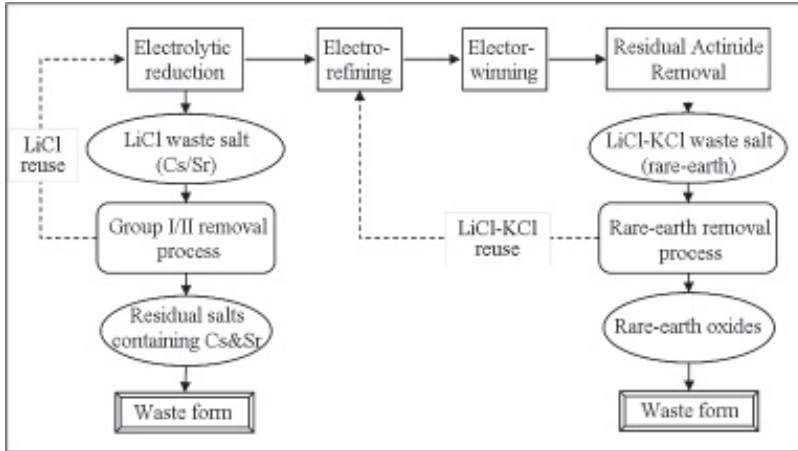 Electrolytic
reduction
Electro-
refining
Elector-
winning
Residual Actinide
Removal
LiCl
reuse
LiCl waste salt
(Cs/Sr)
LiCl-KCl waste salt
(rare-earth)
Group I/II removal
process
LiCl-KCl
reuse
Rare-earth removal
process
Residual salts
containing Cs&Sr
Rare-earth oxides
Waste form
Waste form